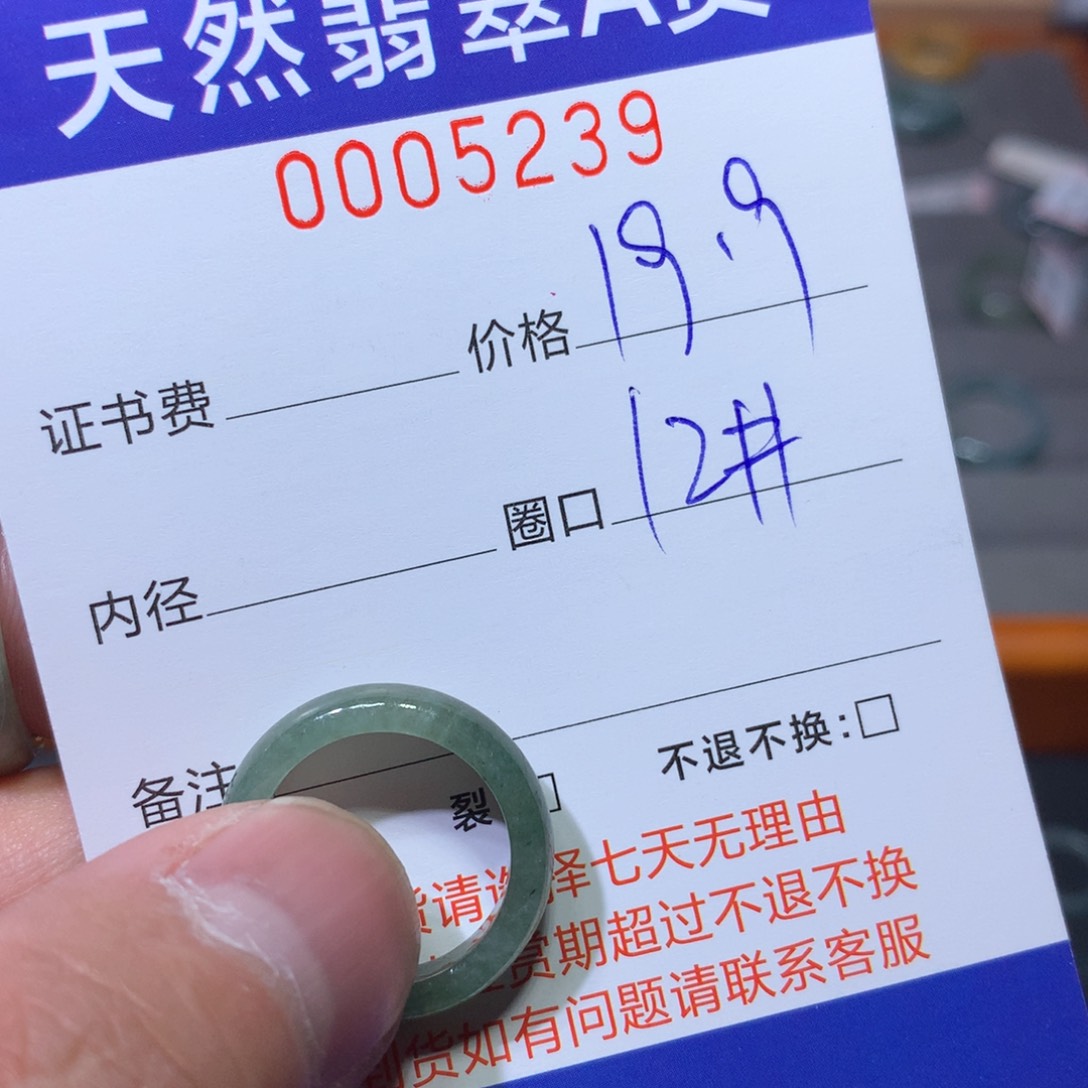 天然翡翠A货
0005239
证书费 价格 19.9
内径 圈口 12#
备注
裂 □ 不退不换:□
货请选择七天无理由
赏期超过不退不换
到货如有问题请联系客服